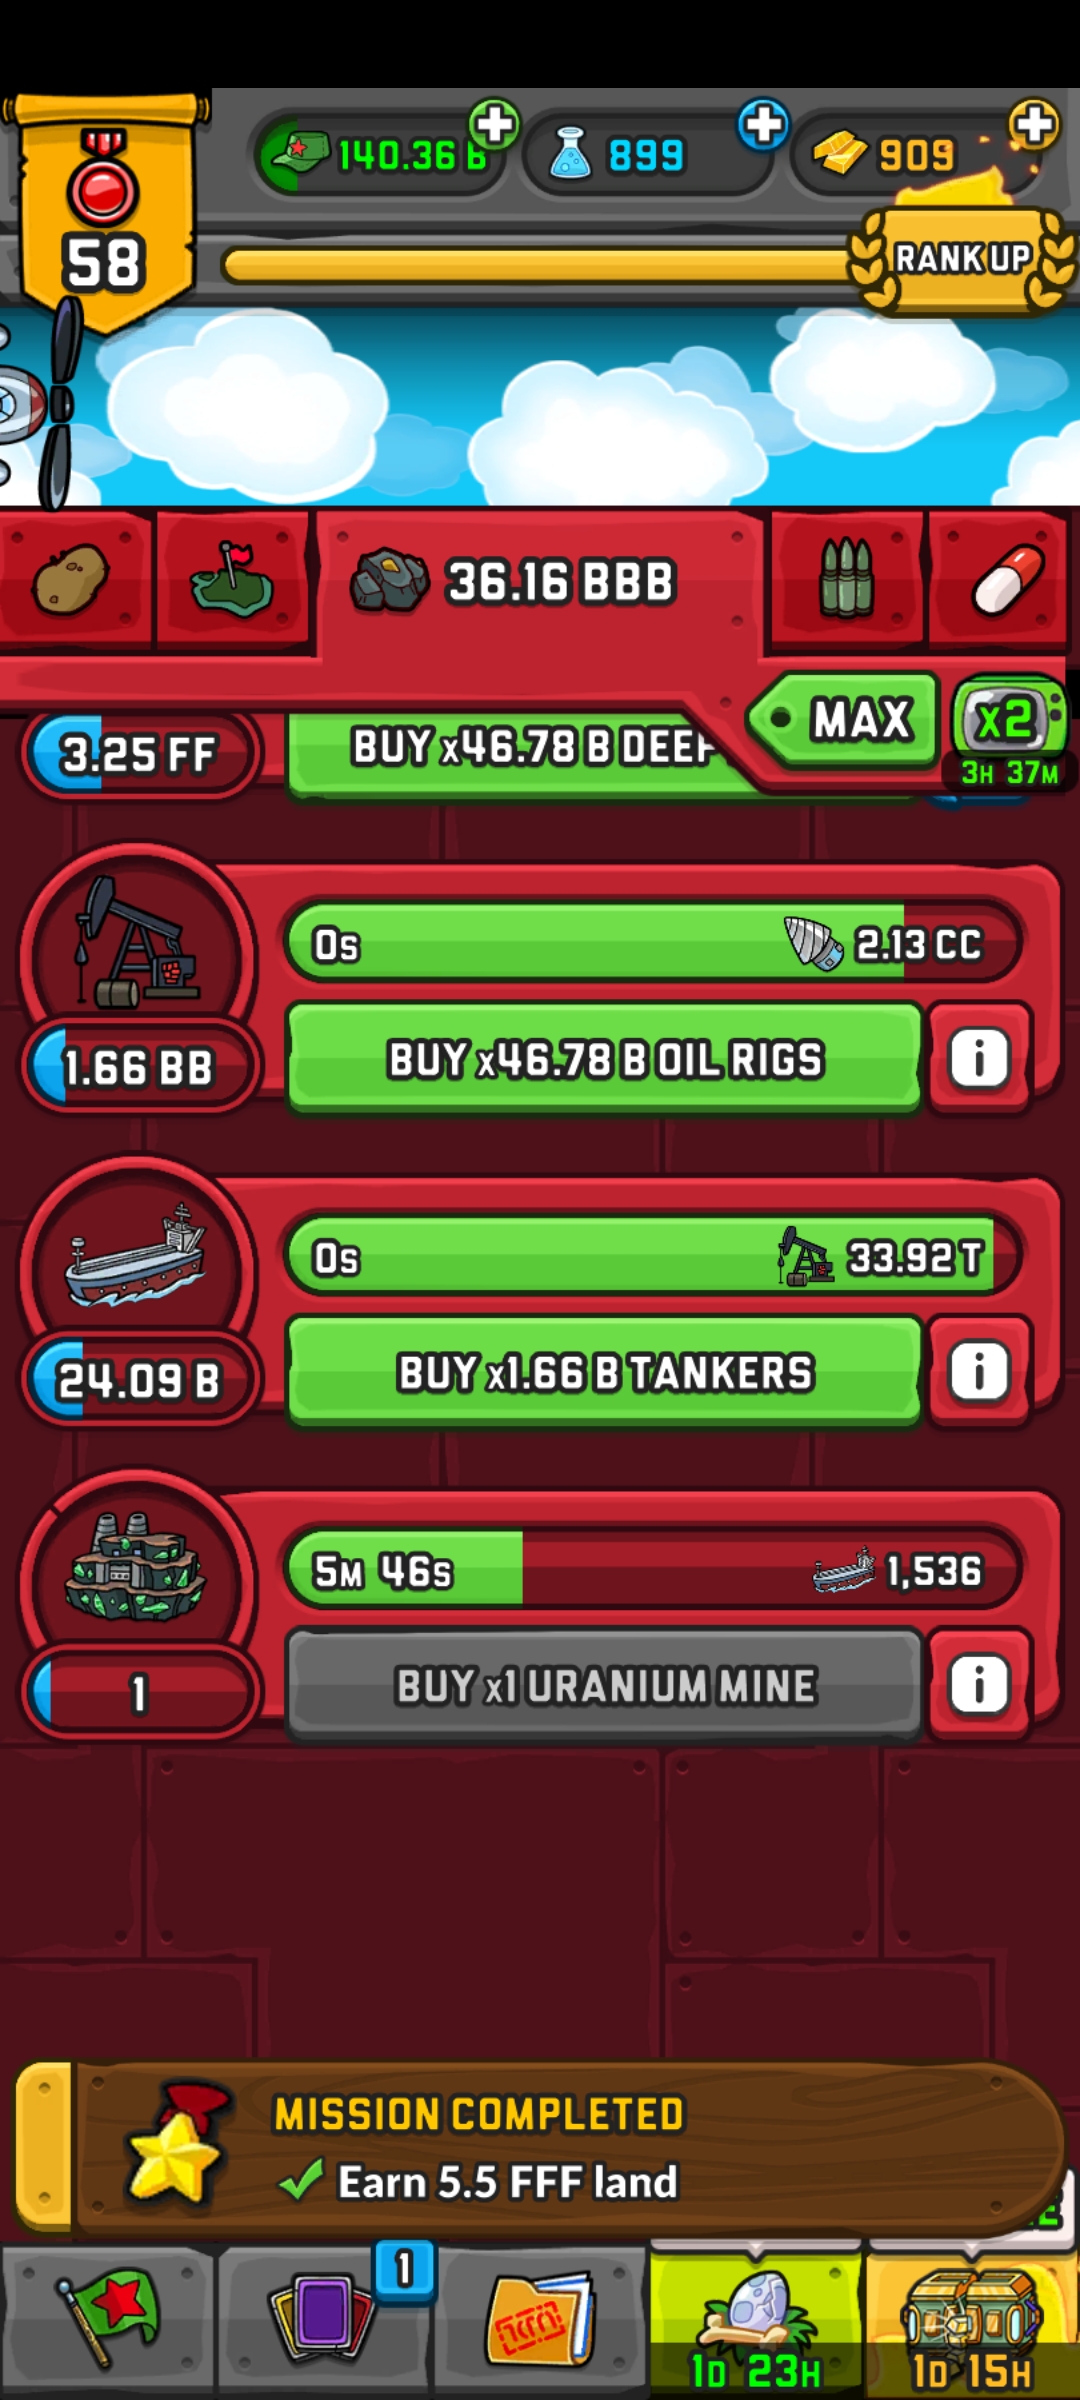 140.36 B
899
909
58
RANK UP
36.16 BBB
MAX
x2
3H 37M
3.25 FF
BUY x46.78 B DEEP
0s
2.13 CC
1.66 BB
BUY x46.78 B OIL RIGS
i
0s
33.92 T
24.09 B
BUY x1.66 B TANKERS
i
5M 46s
1,536
1
BUY x1 URANIUM MINE
i
MISSION COMPLETED
Earn 5.5 FFF land
1
1D 23H
1D 15H